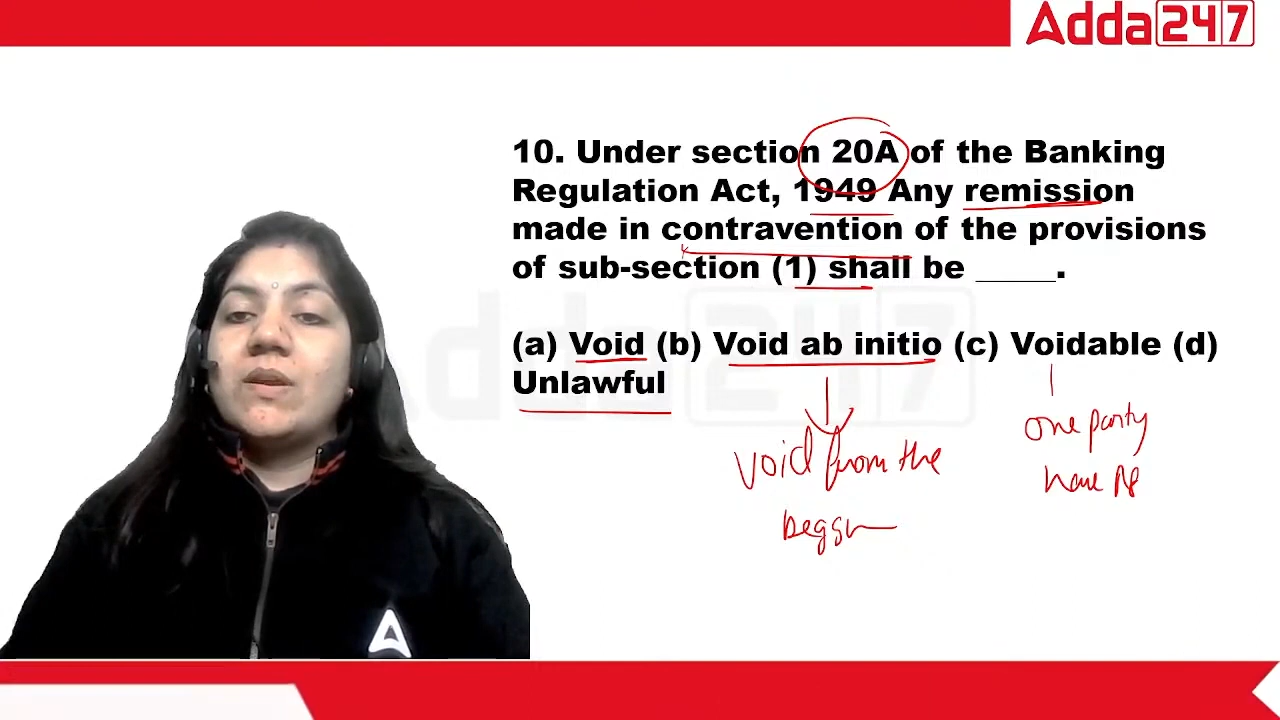 Adda247
10. Under section 20A of the Banking
Regulation Act, 1949 Any remission
made in contravention of the provisions
of sub-section (1) shall be _____.
(a) Void (b) Void ab initio (c) Voidable (d)
Unlawful
one party
void from the
have